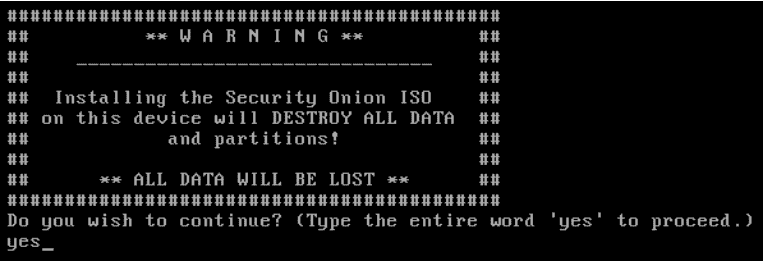 ###########################################
##          ** W A R N I N G **          ##
##    _______________________________    ##
##                                       ##
##  Installing the Security Onion ISO    ##
## on this device will DESTROY ALL DATA  ##
##            and partitions!            ##
##                                       ##
##      ** ALL DATA WILL BE LOST **      ##
###########################################
Do you wish to continue? (Type the entire word 'yes' to proceed.)
yes_